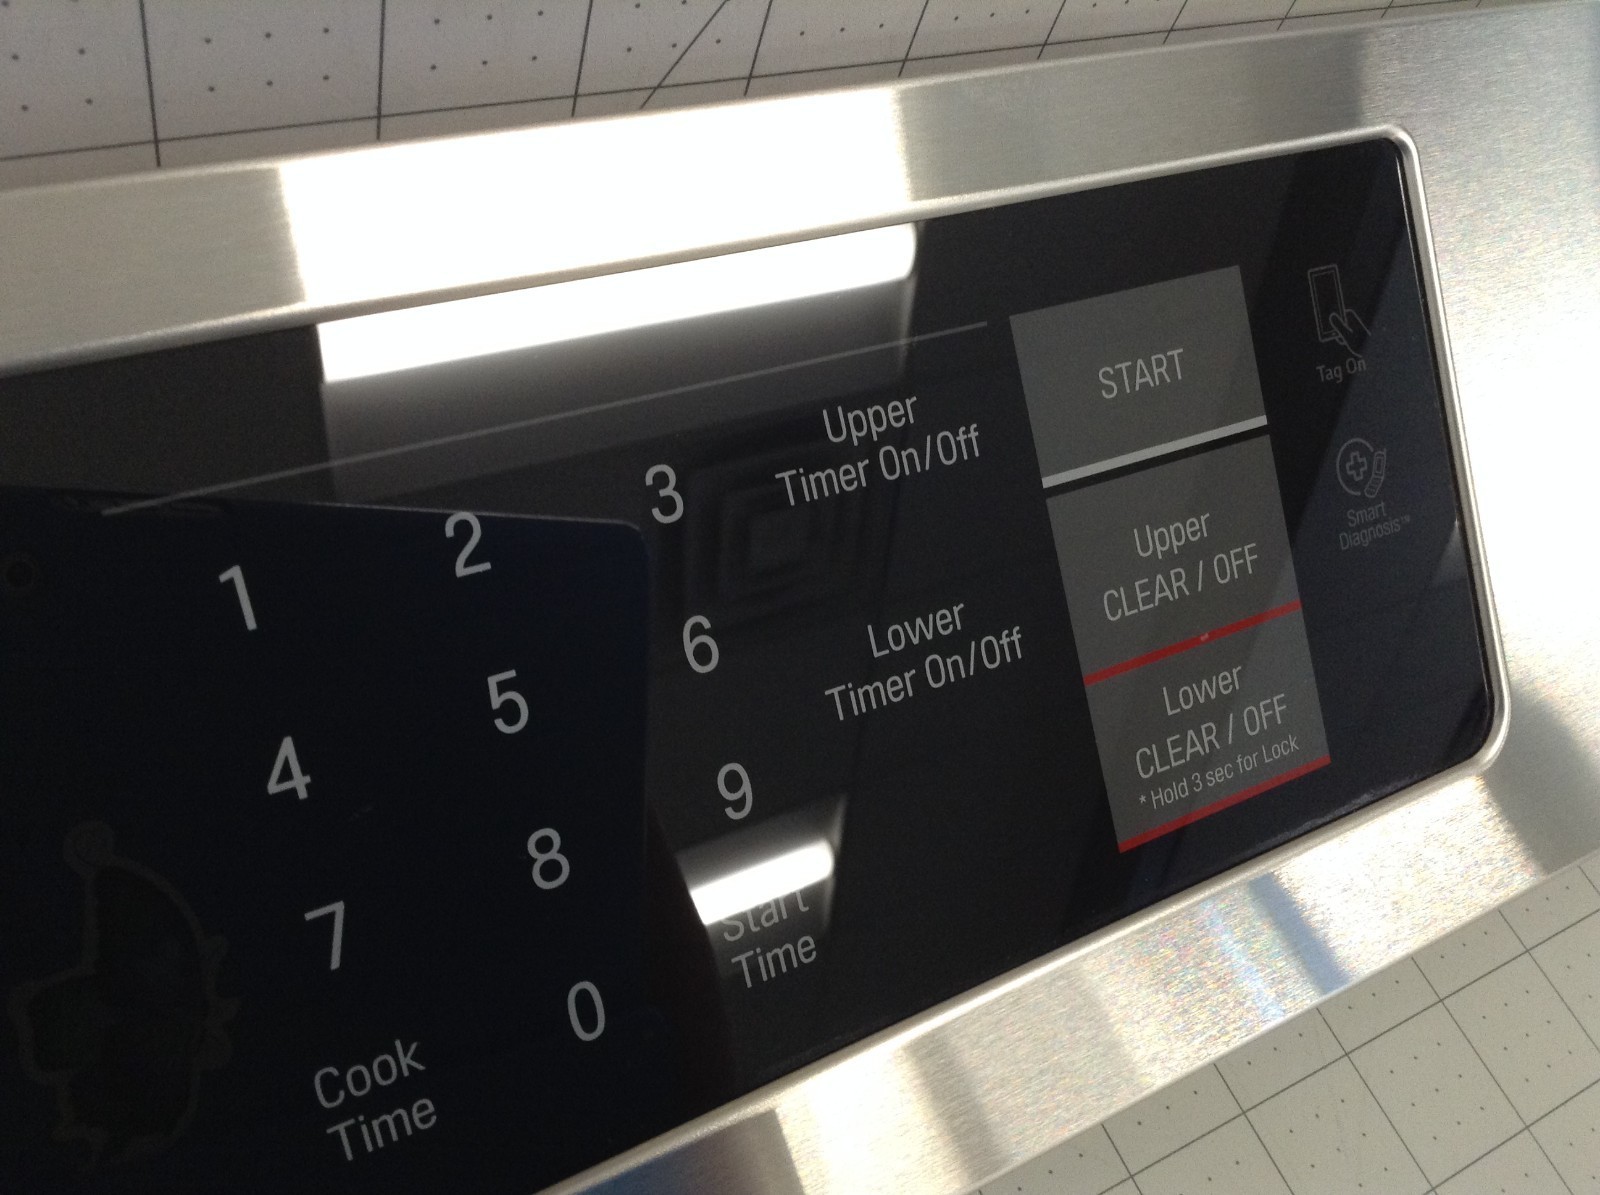 1
2
3
4
5
6
7
8
9
0
Cook
Time
Start
Time
Upper
Timer On/Off
Lower
Timer On/Off
START
Upper
CLEAR / OFF
Lower
CLEAR / OFF
* Hold 3 sec for Lock
Tag On
Smart
Diagnosis™